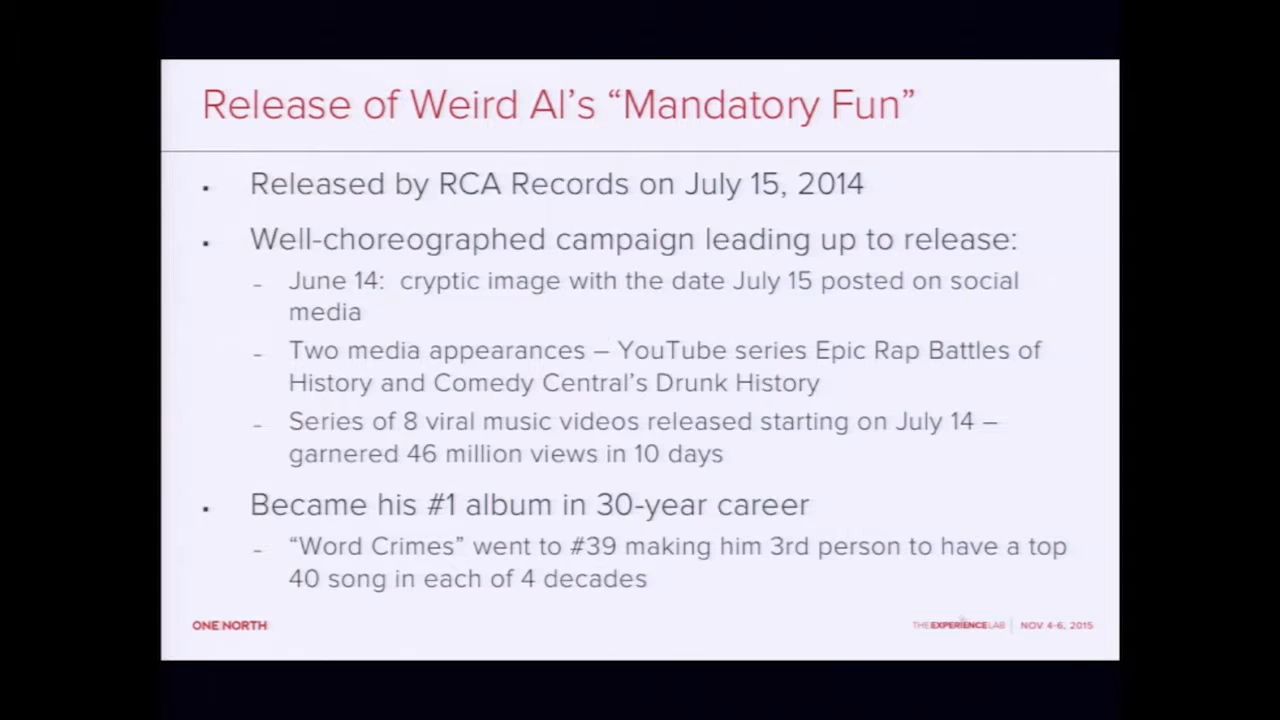 Release of Weird Al's “Mandatory Fun”
• Released by RCA Records on July 15, 2014
• Well-choreographed campaign leading up to release:
– June 14:  cryptic image with the date July 15 posted on social
media
– Two media appearances – YouTube series Epic Rap Battles of
History and Comedy Central's Drunk History
– Series of 8 viral music videos released starting on July 14 –
garnered 46 million views in 10 days
• Became his #1 album in 30-year career
– “Word Crimes” went to #39 making him 3rd person to have a top
40 song in each of 4 decades
ONE NORTH
THE EXPERIENCE LAB | NOV 4-6, 2015